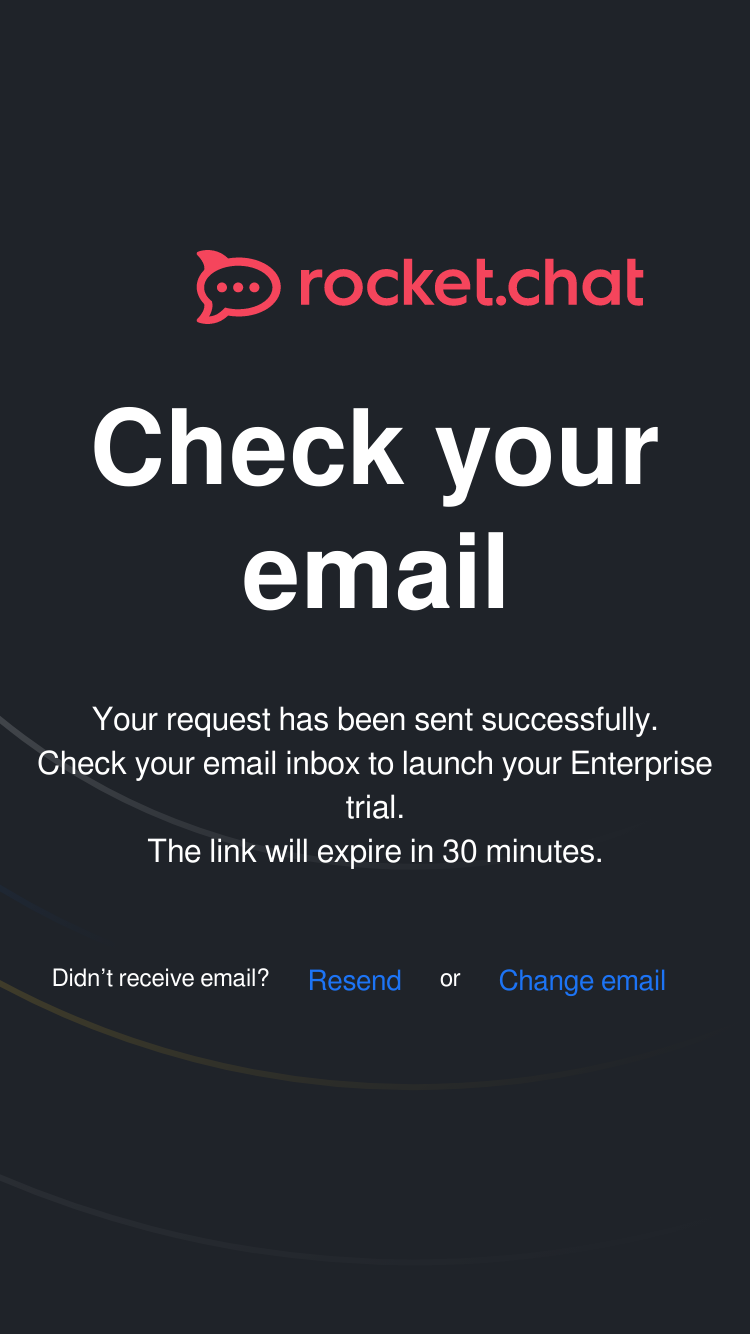 rocket.chat
Check your
email
Your request has been sent successfully.
Check your email inbox to launch your Enterprise
trial.
The link will expire in 30 minutes.
Didn’t receive email? Resend or Change email